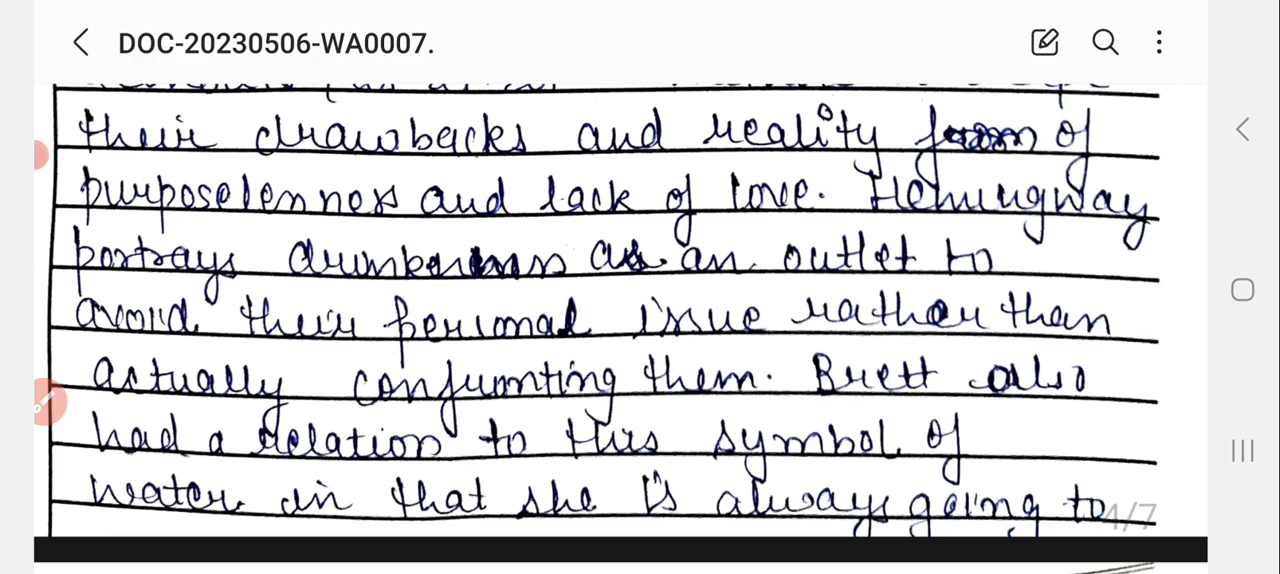 DOC-20230506-WA0007.
their drawbacks and reality of
purposelenness and lack of love. Hemingway
portrays as an outlet to
avoid their personal issue rather than
actually confronting them. Brett also
had a relation to this symbol of
water in that she is always going to
4/7